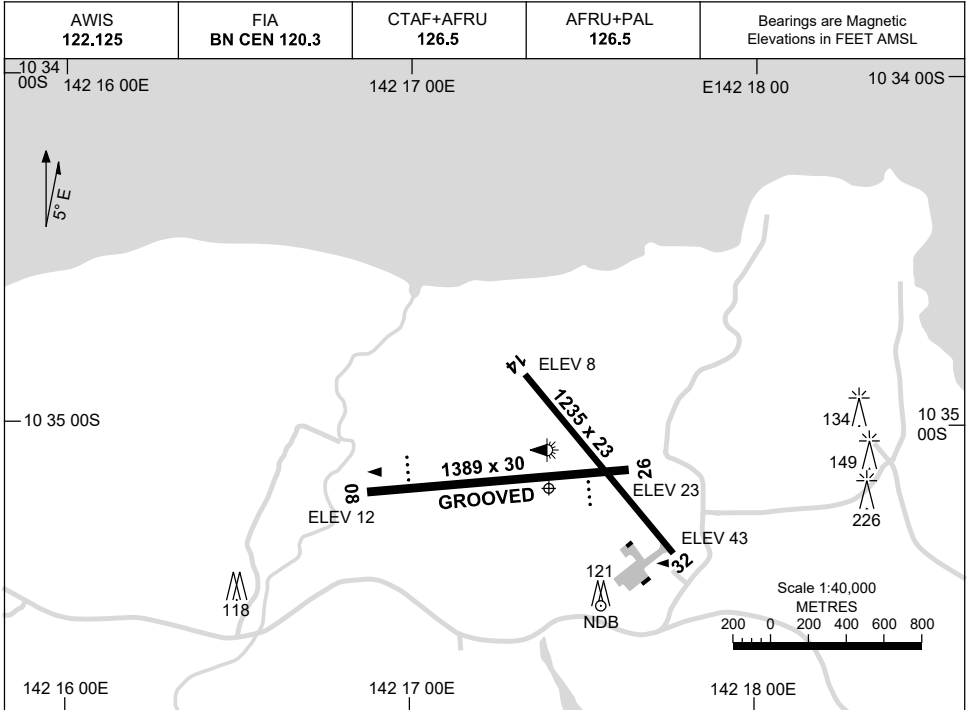 AWIS
122.125
FIA
BN CEN 120.3
CTAF+AFRU
126.5
AFRU+PAL
126.5
Bearings are Magnetic
Elevations in FEET AMSL
10 34
00S
142 16 00E
142 17 00E
E142 18 00
10 34 00S
5° E
14
ELEV 8
1235 x 23
134
10 35 00S
10 35
00S
149
1389 x 30
26
08
GROOVED
ELEV 23
ELEV 12
226
ELEV 43
32
121
118
NDB
Scale 1:40,000
METRES
200 0 200 400 600 800
142 16 00E
142 17 00E
142 18 00E